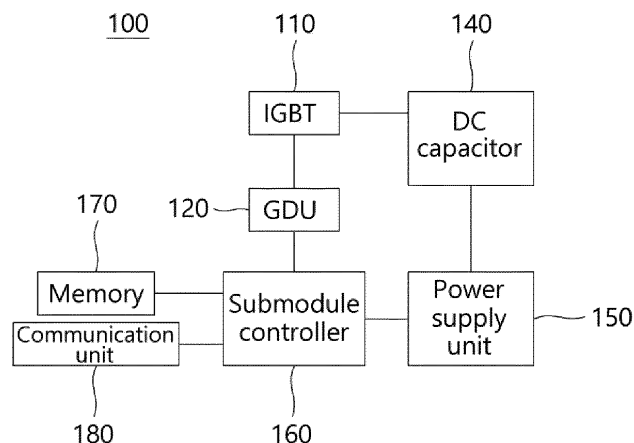 100
110
140
IGBT
DC
capacitor
120
GDU
170
Memory
Submodule
controller
Power
supply
unit
150
Communication
unit
180
160